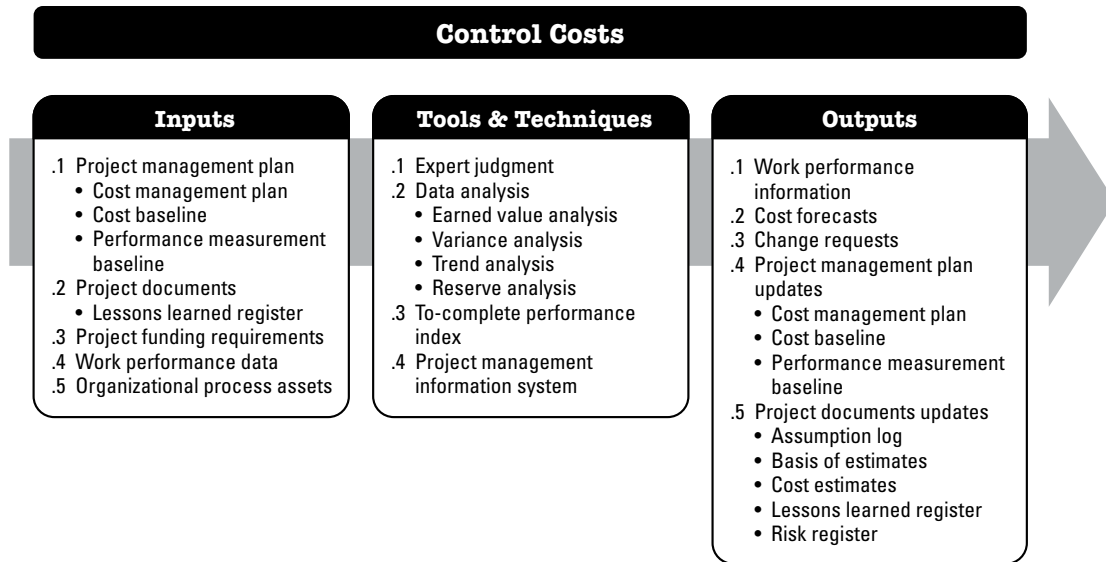 Control Costs
Inputs
.1 Project management plan
• Cost management plan
• Cost baseline
• Performance measurement
baseline
.2 Project documents
• Lessons learned register
.3 Project funding requirements
.4 Work performance data
.5 Organizational process assets
Tools & Techniques
.1 Expert judgment
.2 Data analysis
• Earned value analysis
• Variance analysis
• Trend analysis
• Reserve analysis
.3 To-complete performance
index
.4 Project management
information system
Outputs
.1 Work performance
information
.2 Cost forecasts
.3 Change requests
.4 Project management plan
updates
• Cost management plan
• Cost baseline
• Performance measurement
baseline
.5 Project documents updates
• Assumption log
• Basis of estimates
• Cost estimates
• Lessons learned register
• Risk register